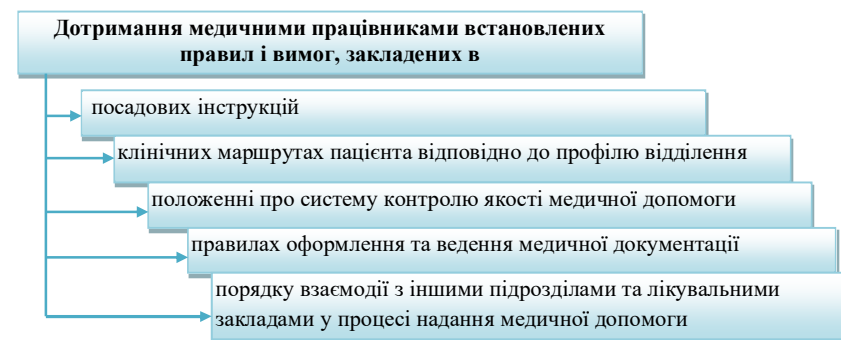 Дотримання медичними працівниками встановлених
правил і вимог, закладених в
посадових інструкцій
клінічних маршрутах пацієнта відповідно до профілю відділення
положенні про систему контролю якості медичної допомоги
правилах оформлення та ведення медичної документації
порядку взаємодії з іншими підрозділами та лікувальними
закладами у процесі надання медичної допомоги